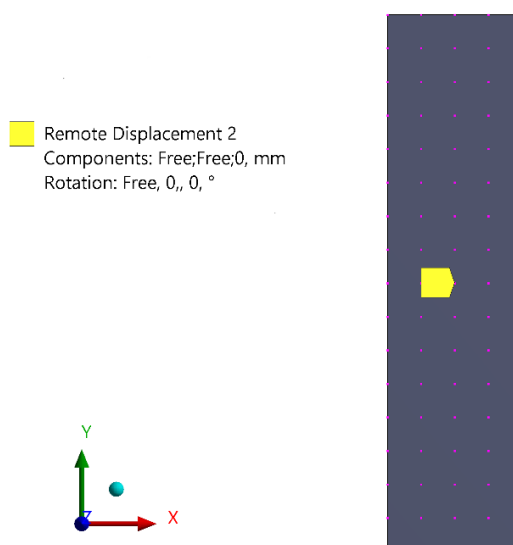 Remote Displacement 2
Components: Free;Free;0, mm
Rotation: Free, 0,, 0, °
Y
Z
X